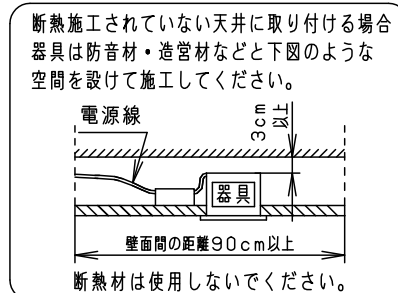 断熱施工されていない天井に取り付ける場合
器具は防音材・造営材などと下図のような
空間を設けて施工してください。
電源線
3cm
以上
器具
壁面間の距離90cm以上
断熱材は使用しないでください。